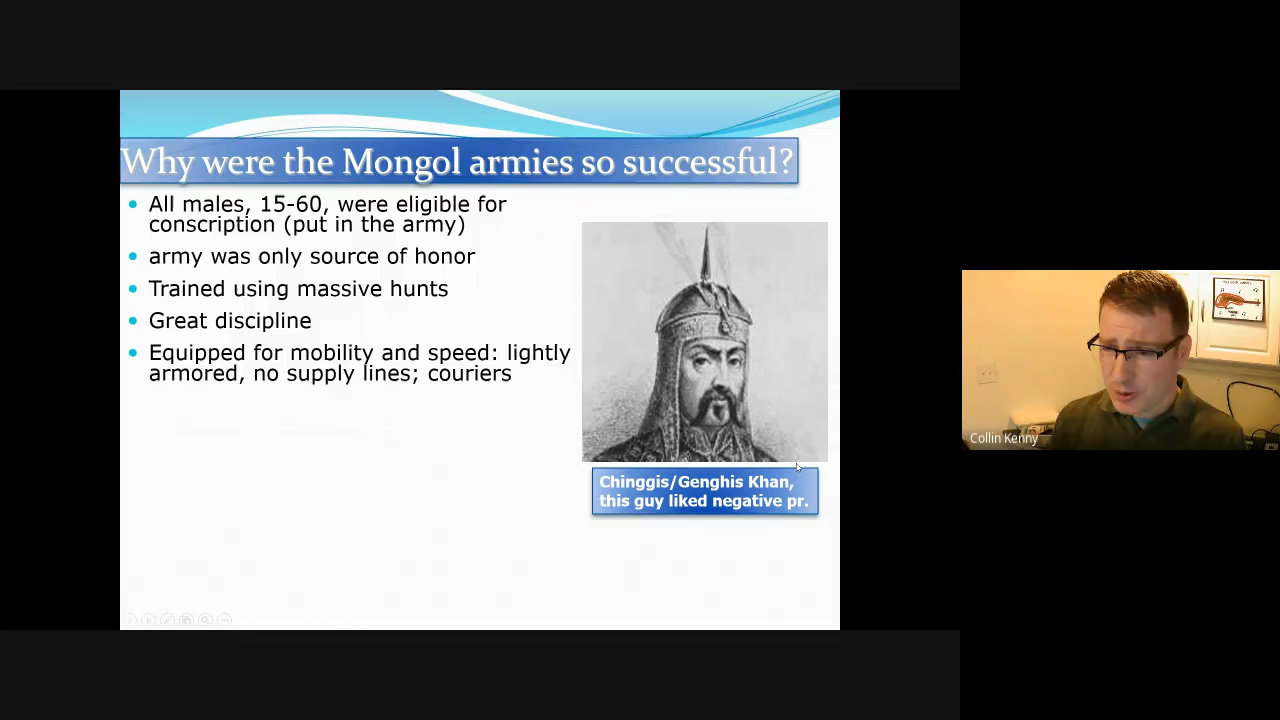 Why were the Mongol armies so successful?
All males, 15-60, were eligible for
conscription (put in the army)
army was only source of honor
Trained using massive hunts
Great discipline
Equipped for mobility and speed: lightly
armored, no supply lines; couriers
Chinggis/Genghis Khan,
this guy liked negative pr.
Collin Kenny